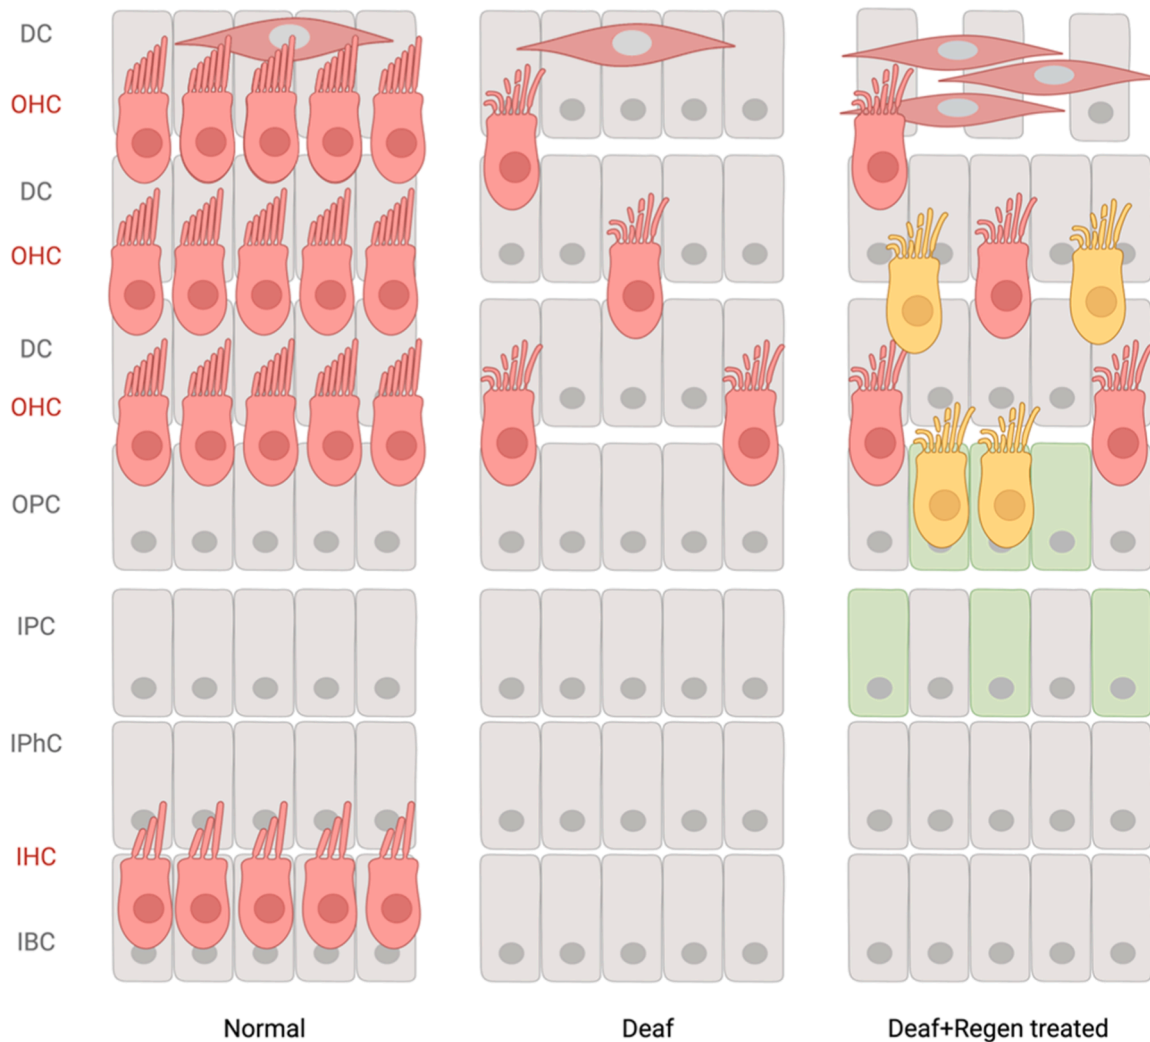 DC
OHC
DC
OHC
DC
OHC
OPC
IPC
IPhC
IHC
IBC
Normal Deaf Deaf+Regen treated